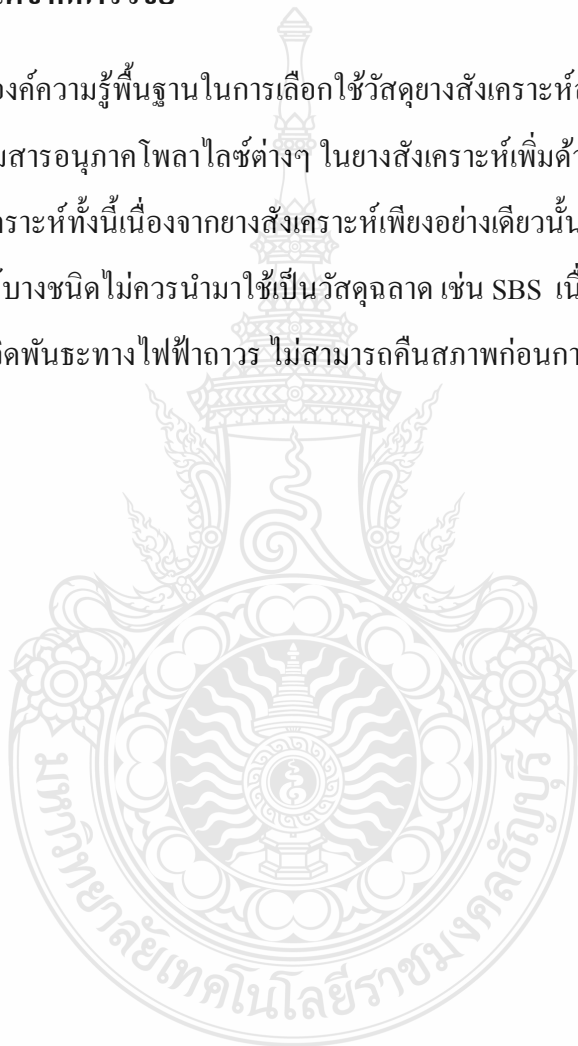 องค์ความรู้พื้นฐานในการเลือกใช้วัสดุยางสังเคราะห์
มสารอนุภาคโพลาไลซ์ต่างๆ ในยางสังเคราะห์เพิ่มด้ว
คราะห์ทั้งนี้เนื่องจากยางสังเคราะห์เพียงอย่างเดียวนั้น
บางชนิดไม่ควรนำมาใช้เป็นวัสดุฉลาด เช่น SBS เนื่
กิดพันธะทางไฟฟ้าถาวร ไม่สามารถคืนสภาพก่อนกา
มหาวิทยาลัยเทคโนโลยีราชมงคลธัญบุรี